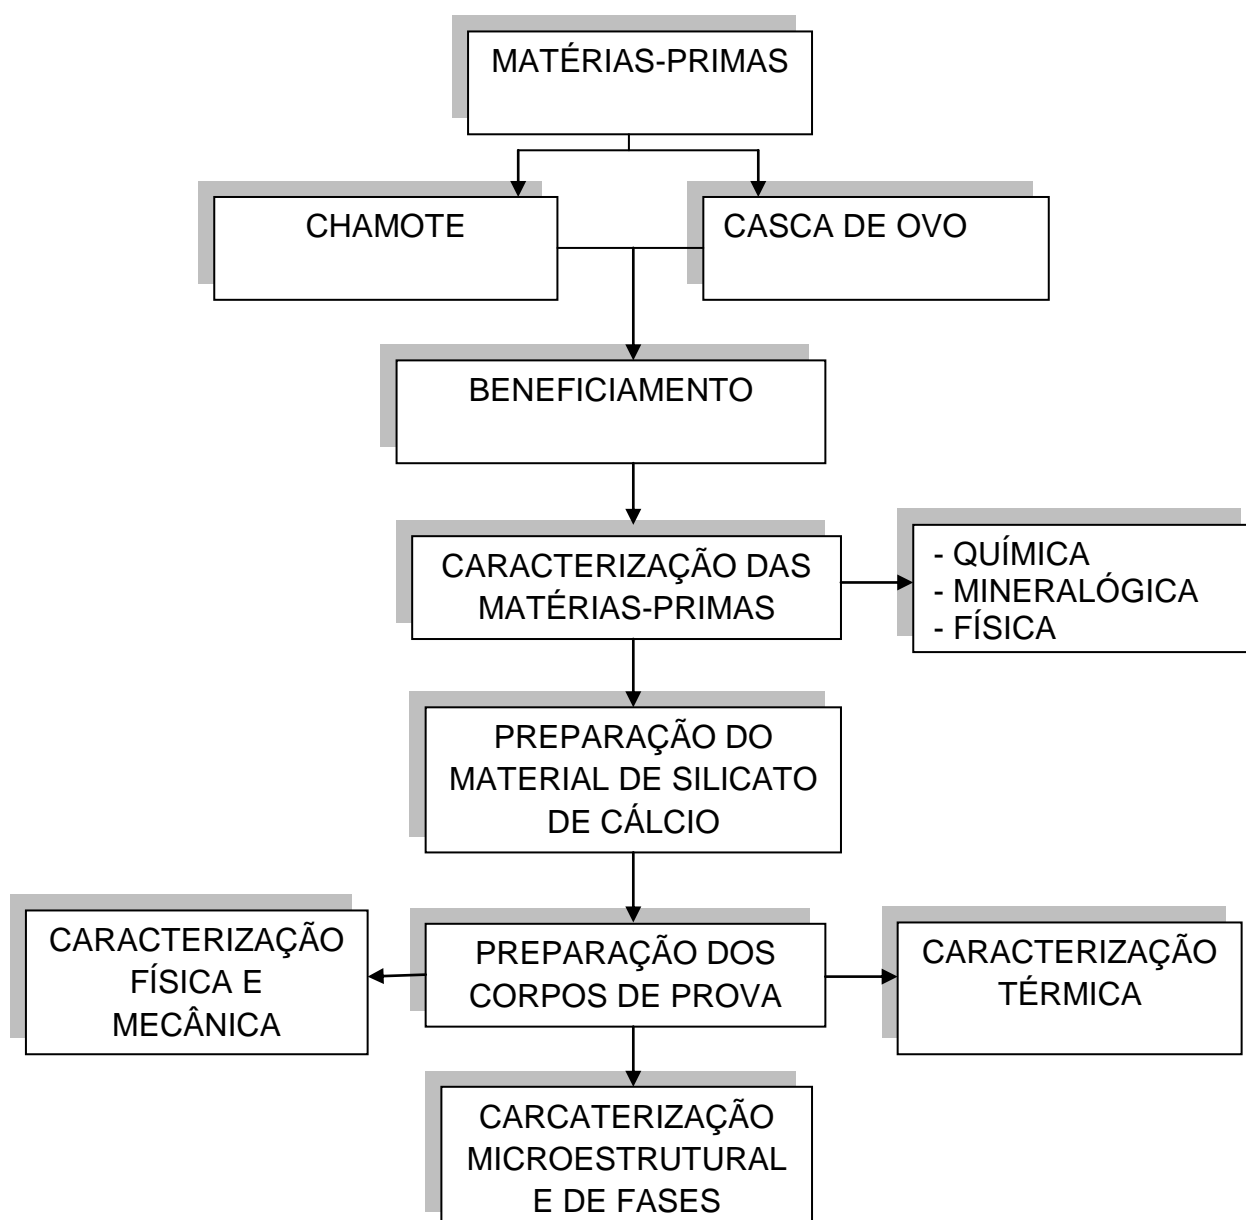 MATÉRIAS-PRIMAS
CHAMOTE
CASCA DE OVO
BENEFICIAMENTO
CARACTERIZAÇÃO DAS
MATÉRIAS-PRIMAS
- QUÍMICA
- MINERALÓGICA
- FÍSICA
PREPARAÇÃO DO
MATERIAL DE SILICATO
DE CÁLCIO
CARACTERIZAÇÃO
FÍSICA E
MECÂNICA
PREPARAÇÃO DOS
CORPOS DE PROVA
CARACTERIZAÇÃO
TÉRMICA
CARCATERIZAÇÃO
MICROESTRUTURAL
E DE FASES